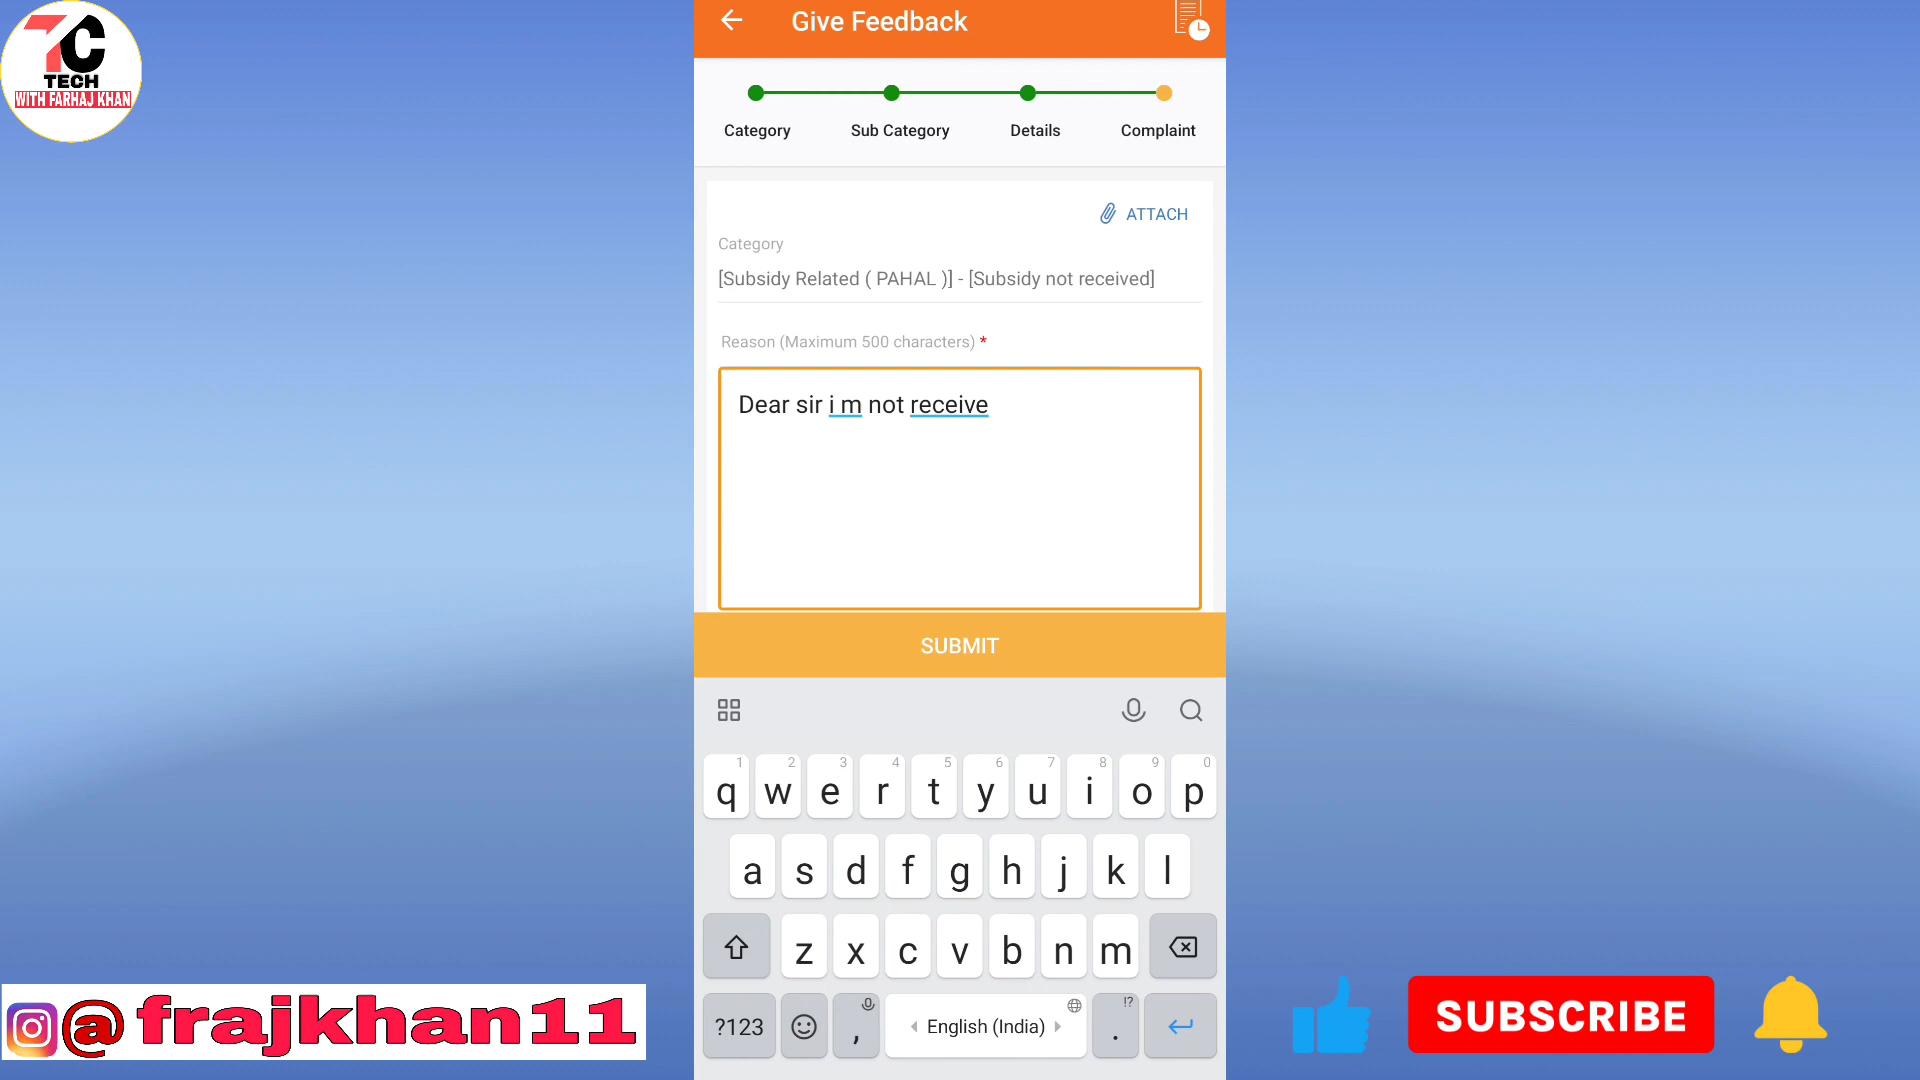 7C
TECH
WITH FARHAJ KHAN
Give Feedback
Category Sub Category Details Complaint
ATTACH
Category
[Subsidy Related ( PAHAL )] - [Subsidy not received]
Reason (Maximum 500 characters) *
Dear sir i m not receive
SUBMIT
1 2 3 4 5 6 7 8 9 0
q w e r t y u i o p
a s d f g h j k l
z x c v b n m
?123 , English (India) . !?
@frajkhan11
SUBSCRIBE